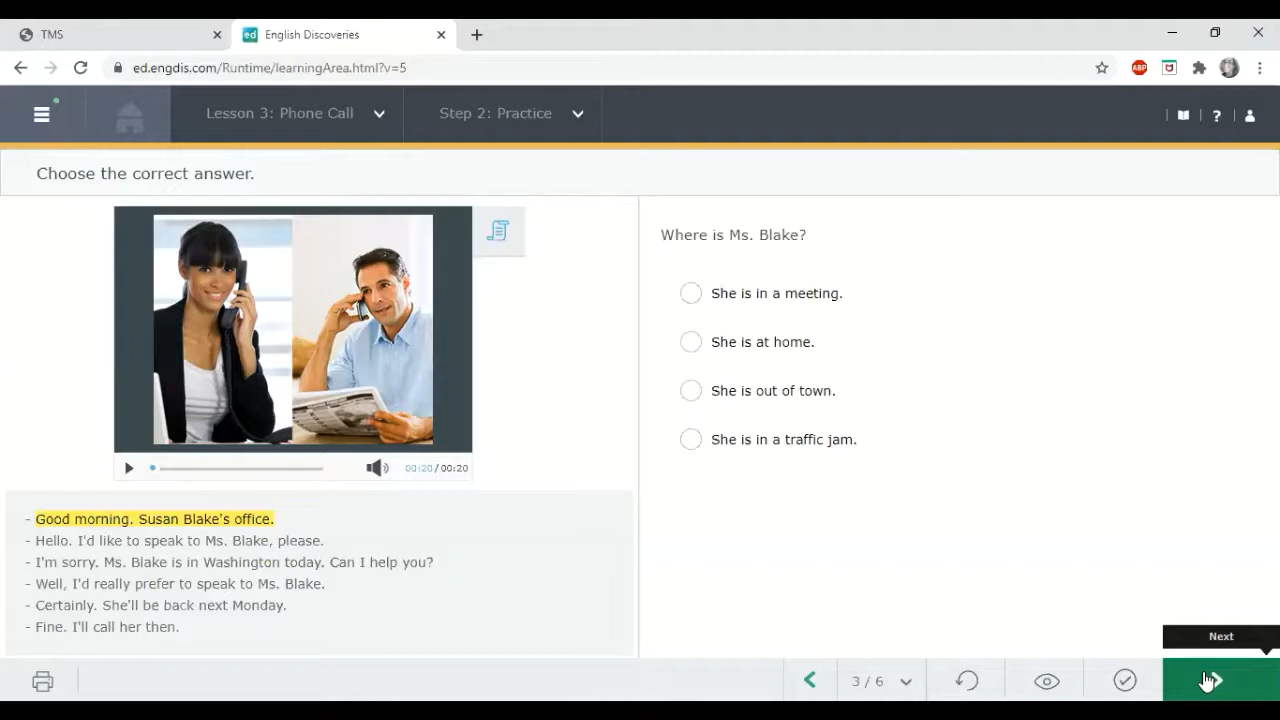 TMS
English Discoveries
ed.engdis.com/Runtime/learningArea.html?v=5
ABP
Lesson 3: Phone Call
Step 2: Practice
?
Choose the correct answer.
Where is Ms. Blake?
She is in a meeting.
She is at home.
She is out of town.
She is in a traffic jam.
00:20/00:20
- Good morning. Susan Blake's office.
- Hello. I'd like to speak to Ms. Blake, please.
- I'm sorry. Ms. Blake is in Washington today. Can I help you?
- Well, I'd really prefer to speak to Ms. Blake.
- Certainly. She'll be back next Monday.
- Fine. I'll call her then.
Next
3 / 6